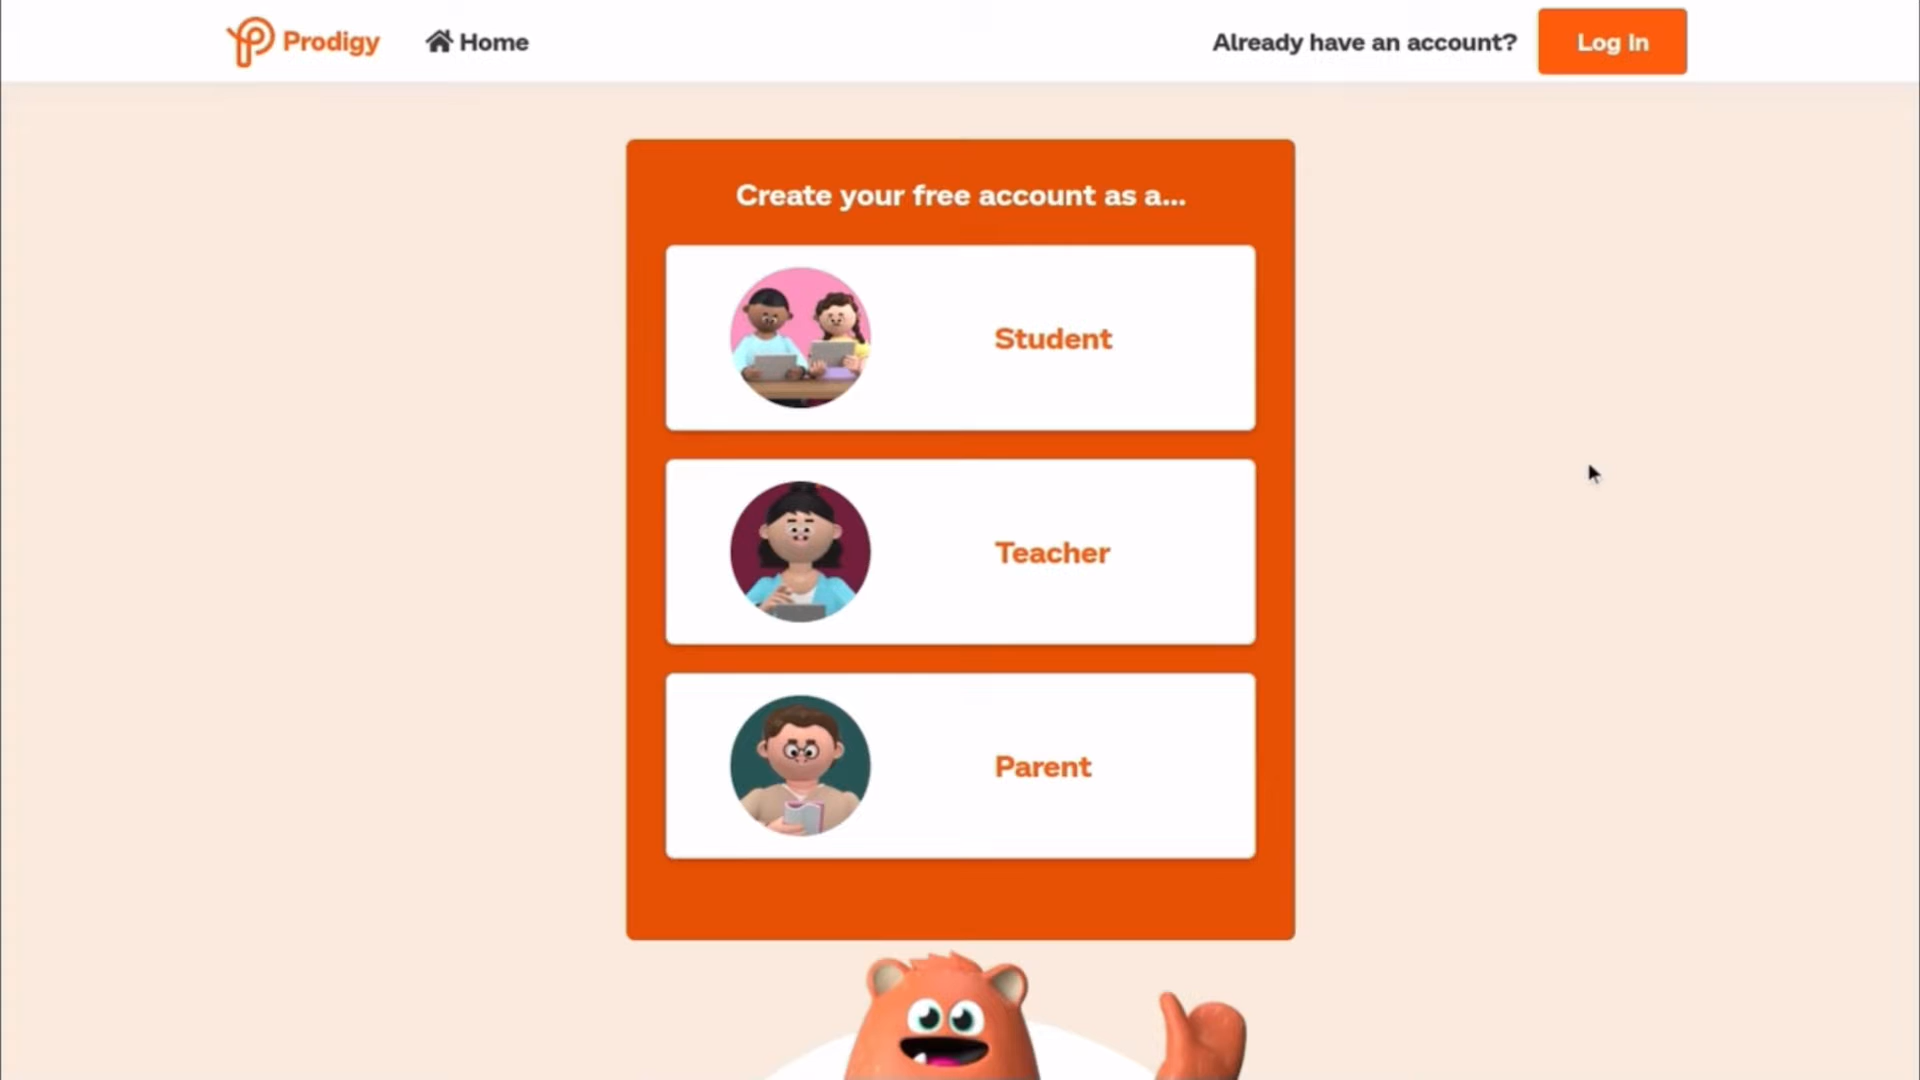 Prodigy
Home
Already have an account?
Log In
Create your free account as a...
Student
Teacher
Parent